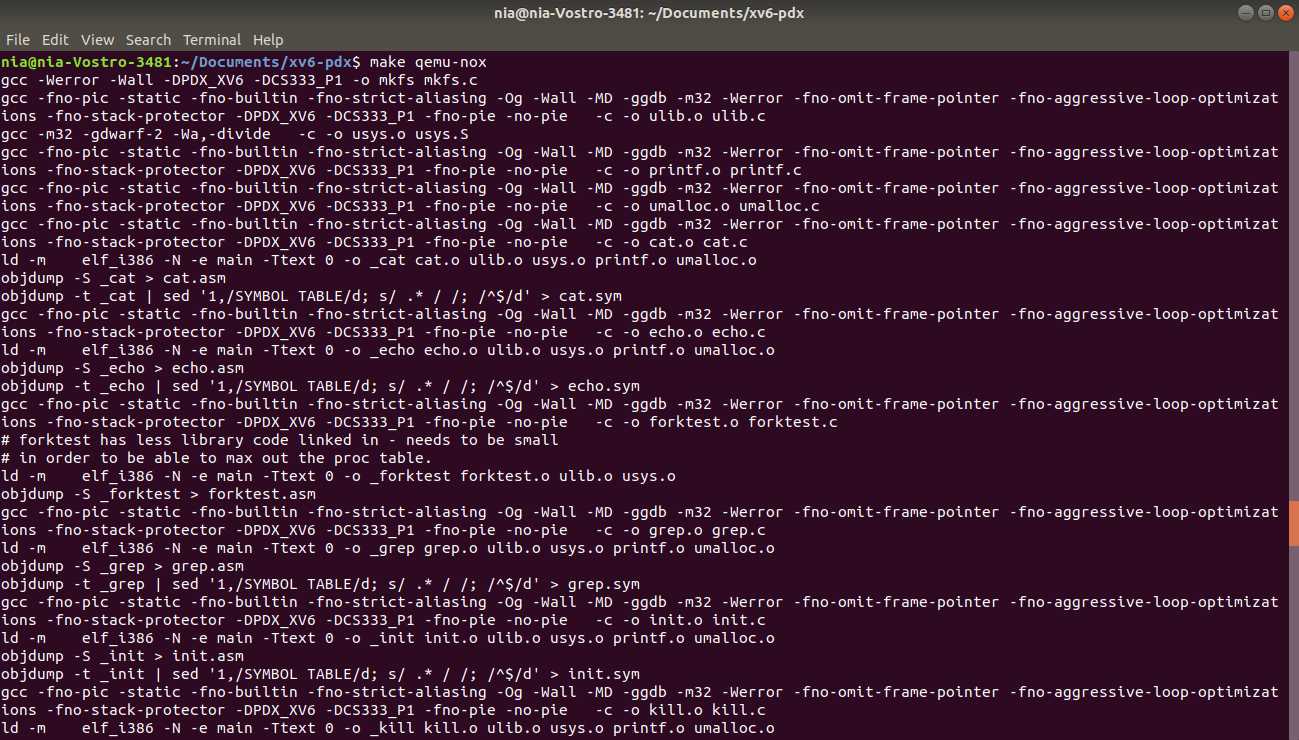 nia@nia-Vostro-3481: ~/Documents/xv6-pdx
File Edit View Search Terminal Help
nia@nia-Vostro-3481:~/Documents/xv6-pdx$ make qemu-nox
gcc -Werror -Wall -DPDX_XV6 -DCS333_P1 -o mkfs mkfs.c
gcc -fno-pic -static -fno-builtin -fno-strict-aliasing -Og -Wall -MD -ggdb -m32 -Werror -fno-omit-frame-pointer -fno-aggressive-loop-optimizat
ions -fno-stack-protector -DPDX_XV6 -DCS333_P1 -fno-pie -no-pie   -c -o ulib.o ulib.c
gcc -m32 -gdwarf-2 -Wa,-divide   -c -o usys.o usys.S
gcc -fno-pic -static -fno-builtin -fno-strict-aliasing -Og -Wall -MD -ggdb -m32 -Werror -fno-omit-frame-pointer -fno-aggressive-loop-optimizat
ions -fno-stack-protector -DPDX_XV6 -DCS333_P1 -fno-pie -no-pie   -c -o printf.o printf.c
gcc -fno-pic -static -fno-builtin -fno-strict-aliasing -Og -Wall -MD -ggdb -m32 -Werror -fno-omit-frame-pointer -fno-aggressive-loop-optimizat
ions -fno-stack-protector -DPDX_XV6 -DCS333_P1 -fno-pie -no-pie   -c -o umalloc.o umalloc.c
gcc -fno-pic -static -fno-builtin -fno-strict-aliasing -Og -Wall -MD -ggdb -m32 -Werror -fno-omit-frame-pointer -fno-aggressive-loop-optimizat
ions -fno-stack-protector -DPDX_XV6 -DCS333_P1 -fno-pie -no-pie   -c -o cat.o cat.c
ld -m    elf_i386 -N -e main -Ttext 0 -o _cat cat.o ulib.o usys.o printf.o umalloc.o
objdump -S _cat > cat.asm
objdump -t _cat | sed '1,/SYMBOL TABLE/d; s/ .* / /; /^$/d' > cat.sym
gcc -fno-pic -static -fno-builtin -fno-strict-aliasing -Og -Wall -MD -ggdb -m32 -Werror -fno-omit-frame-pointer -fno-aggressive-loop-optimizat
ions -fno-stack-protector -DPDX_XV6 -DCS333_P1 -fno-pie -no-pie   -c -o echo.o echo.c
ld -m    elf_i386 -N -e main -Ttext 0 -o _echo echo.o ulib.o usys.o printf.o umalloc.o
objdump -S _echo > echo.asm
objdump -t _echo | sed '1,/SYMBOL TABLE/d; s/ .* / /; /^$/d' > echo.sym
gcc -fno-pic -static -fno-builtin -fno-strict-aliasing -Og -Wall -MD -ggdb -m32 -Werror -fno-omit-frame-pointer -fno-aggressive-loop-optimizat
ions -fno-stack-protector -DPDX_XV6 -DCS333_P1 -fno-pie -no-pie   -c -o forktest.o forktest.c
# forktest has less library code linked in - needs to be small
# in order to be able to max out the proc table.
ld -m    elf_i386 -N -e main -Ttext 0 -o _forktest forktest.o ulib.o usys.o
objdump -S _forktest > forktest.asm
gcc -fno-pic -static -fno-builtin -fno-strict-aliasing -Og -Wall -MD -ggdb -m32 -Werror -fno-omit-frame-pointer -fno-aggressive-loop-optimizat
ions -fno-stack-protector -DPDX_XV6 -DCS333_P1 -fno-pie -no-pie   -c -o grep.o grep.c
ld -m    elf_i386 -N -e main -Ttext 0 -o _grep grep.o ulib.o usys.o printf.o umalloc.o
objdump -S _grep > grep.asm
objdump -t _grep | sed '1,/SYMBOL TABLE/d; s/ .* / /; /^$/d' > grep.sym
gcc -fno-pic -static -fno-builtin -fno-strict-aliasing -Og -Wall -MD -ggdb -m32 -Werror -fno-omit-frame-pointer -fno-aggressive-loop-optimizat
ions -fno-stack-protector -DPDX_XV6 -DCS333_P1 -fno-pie -no-pie   -c -o init.o init.c
ld -m    elf_i386 -N -e main -Ttext 0 -o _init init.o ulib.o usys.o printf.o umalloc.o
objdump -S _init > init.asm
objdump -t _init | sed '1,/SYMBOL TABLE/d; s/ .* / /; /^$/d' > init.sym
gcc -fno-pic -static -fno-builtin -fno-strict-aliasing -Og -Wall -MD -ggdb -m32 -Werror -fno-omit-frame-pointer -fno-aggressive-loop-optimizat
ions -fno-stack-protector -DPDX_XV6 -DCS333_P1 -fno-pie -no-pie   -c -o kill.o kill.c
ld -m    elf_i386 -N -e main -Ttext 0 -o _kill kill.o ulib.o usys.o printf.o umalloc.o